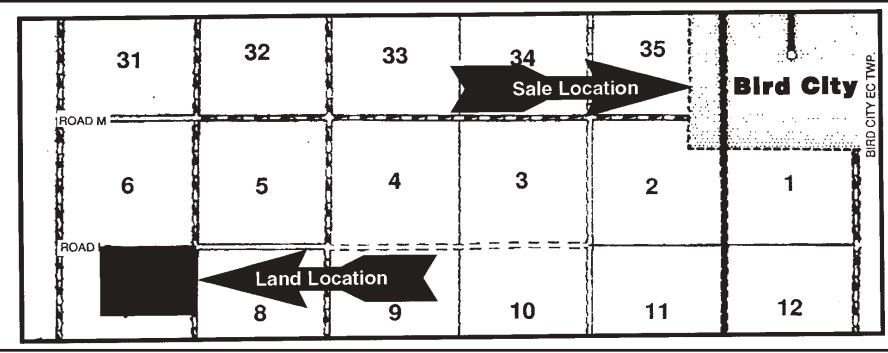 31 32 33 34 35
Sale Location
Bird City
BIRD CITY EC TWP.
ROAD M
6 5 4 3 2 1
ROAD
Land Location
8 9 10 11 12